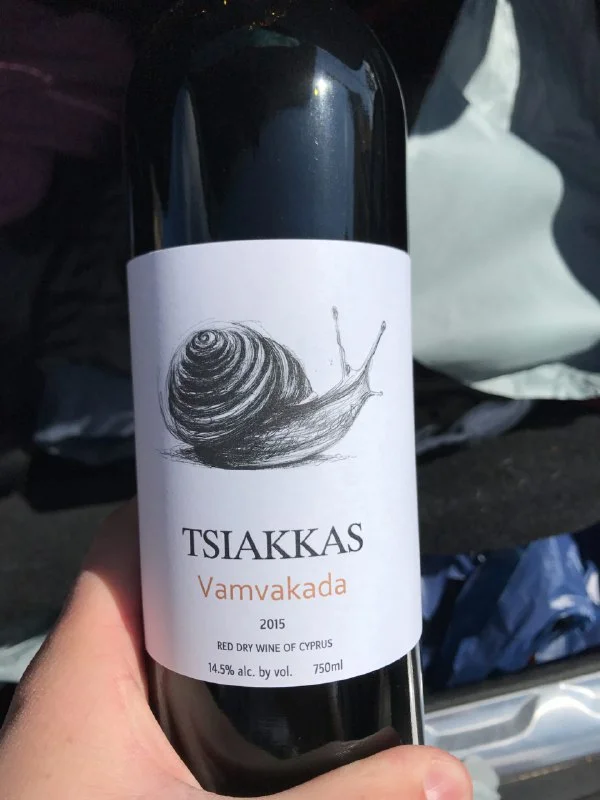 TSIAKKAS
Vamvakada
2015
RED DRY WINE OF CYPRUS
14.5% alc. by vol. 750ml